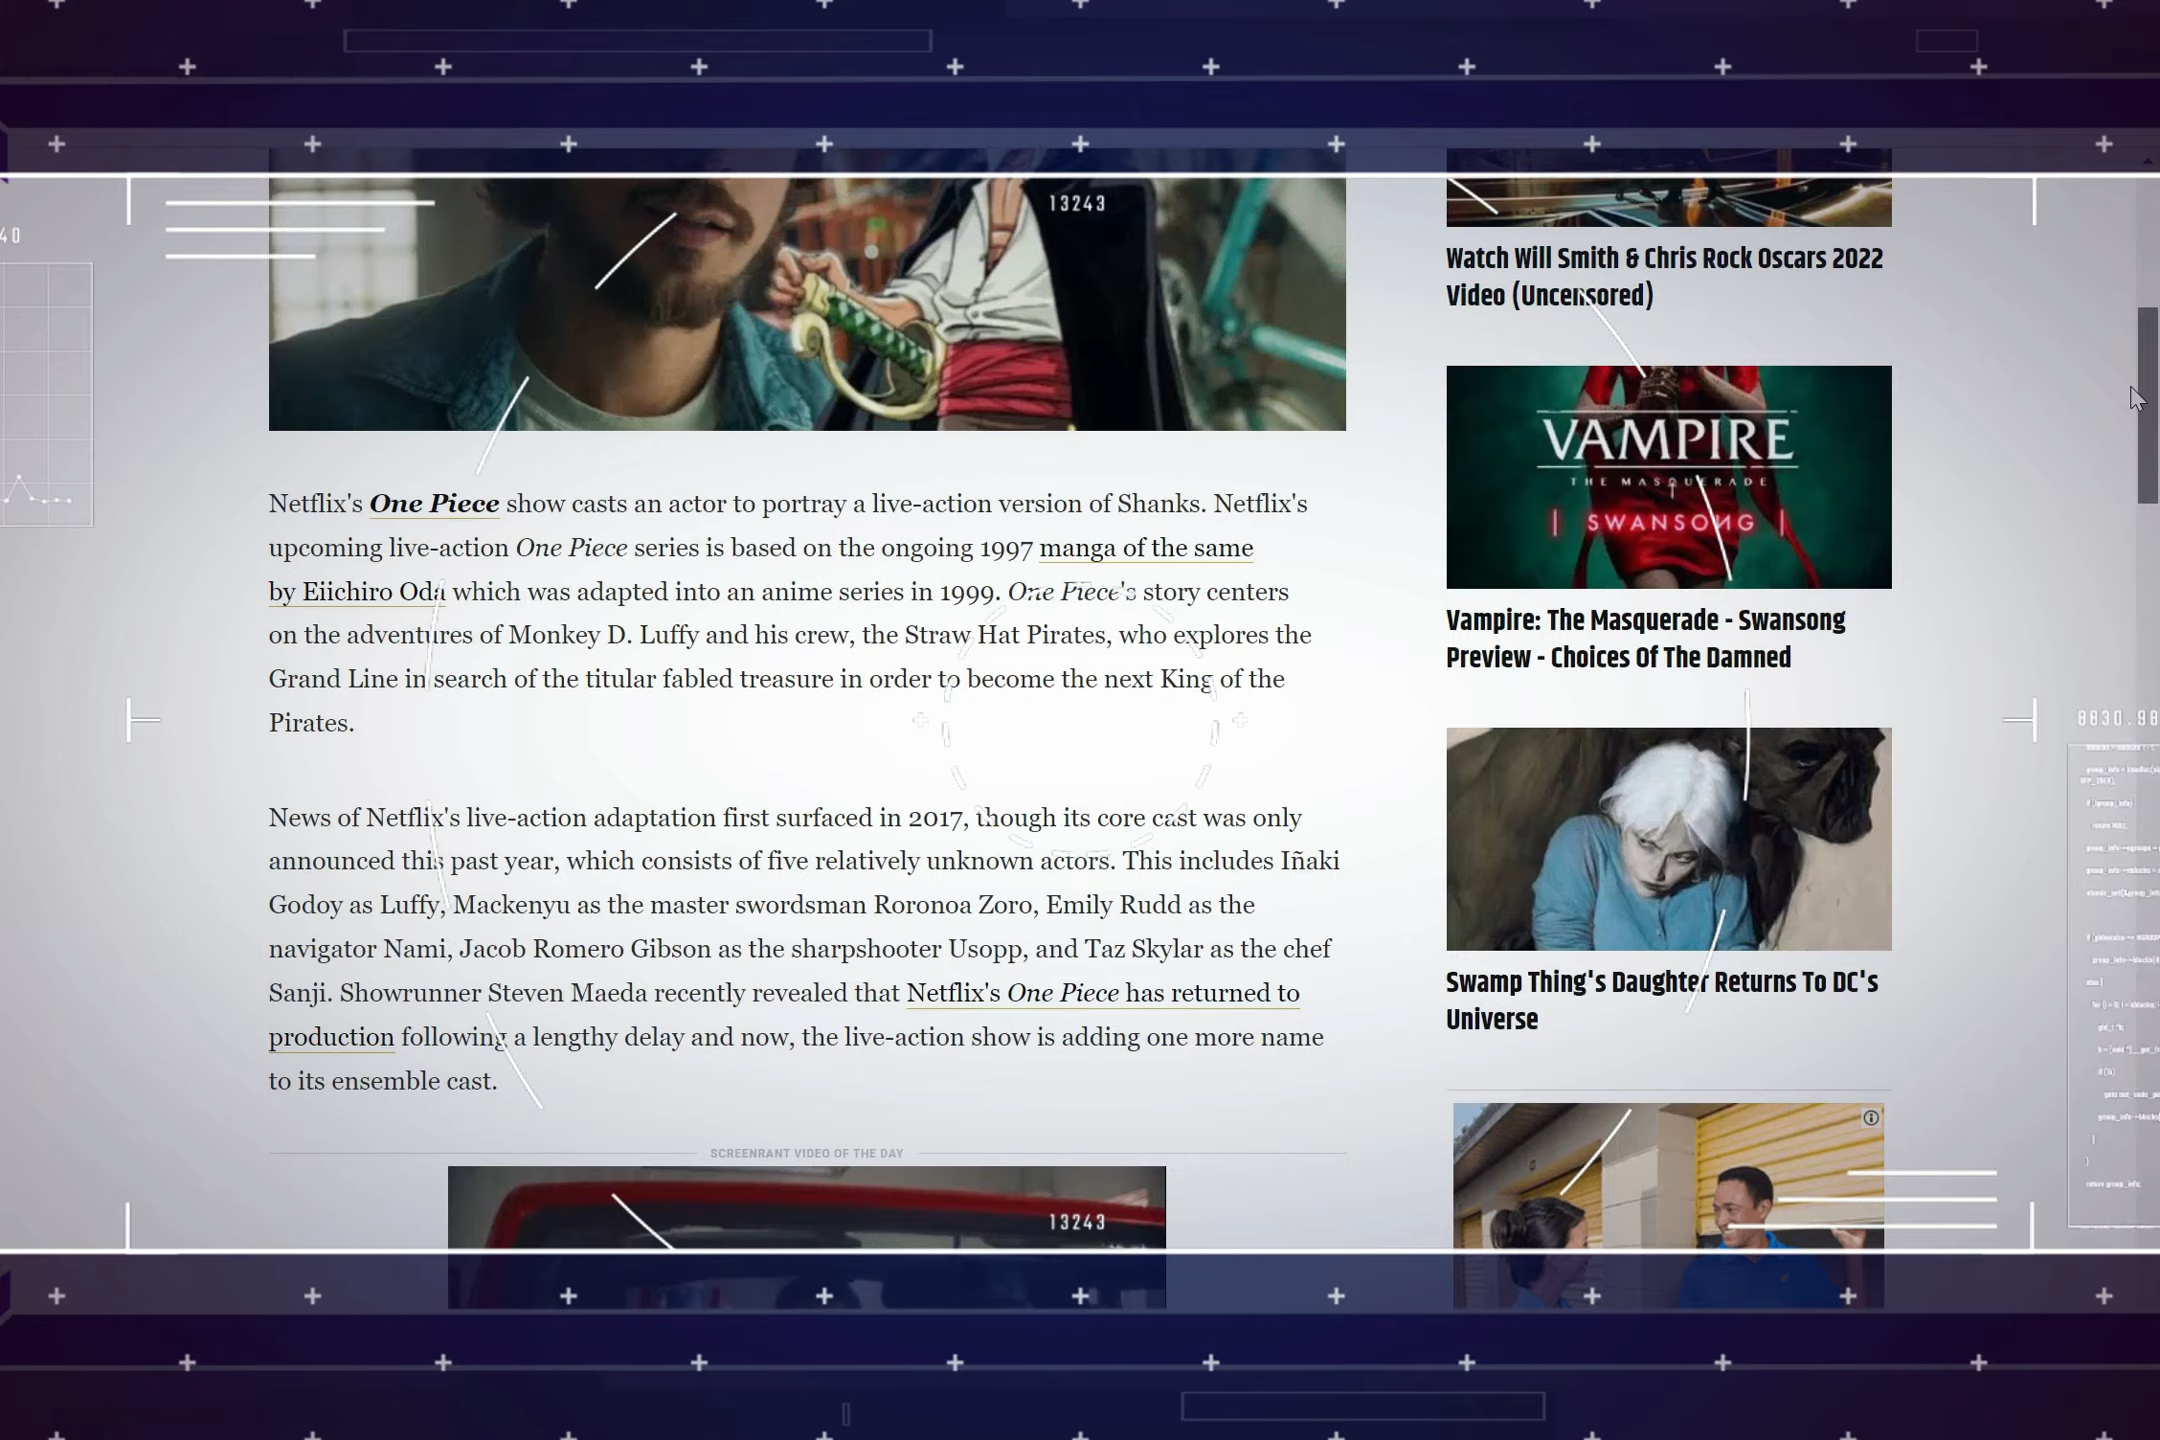 13243
40
Netflix's One Piece show casts an actor to portray a live-action version of Shanks. Netflix's
upcoming live-action One Piece series is based on the ongoing 1997 manga of the same
by Eiichiro Oda which was adapted into an anime series in 1999. One Piece's story centers
on the adventures of Monkey D. Luffy and his crew, the Straw Hat Pirates, who explores the
Grand Line in search of the titular fabled treasure in order to become the next King of the
Pirates.
News of Netflix's live-action adaptation first surfaced in 2017, though its core cast was only
announced this past year, which consists of five relatively unknown actors. This includes Iñaki
Godoy as Luffy, Mackenyu as the master swordsman Roronoa Zoro, Emily Rudd as the
navigator Nami, Jacob Romero Gibson as the sharpshooter Usopp, and Taz Skylar as the chef
Sanji. Showrunner Steven Maeda recently revealed that Netflix's One Piece has returned to
production following a lengthy delay and now, the live-action show is adding one more name
to its ensemble cast.
SCREENRANT VIDEO OF THE DAY
13243
Watch Will Smith & Chris Rock Oscars 2022
Video (Uncensored)
VAMPIRE
THE MASQUERADE
SWANSONG
Vampire: The Masquerade - Swansong
Preview - Choices Of The Damned
Swamp Thing's Daughter Returns To DC's
Universe
8830.98